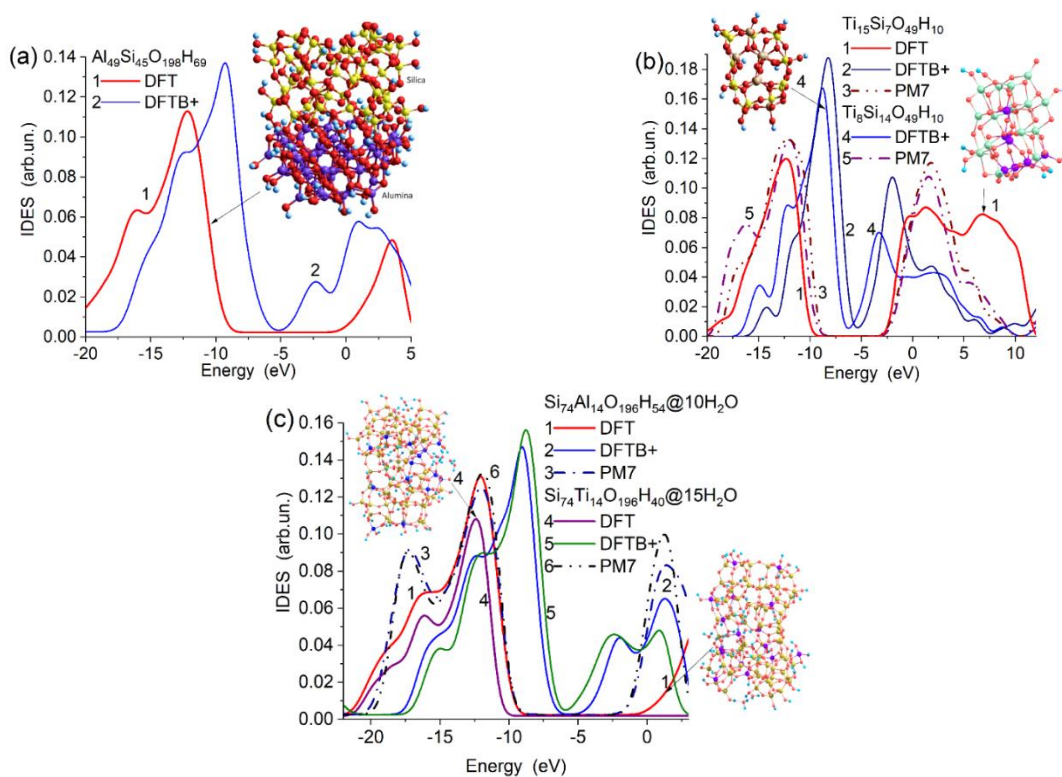 (a)
Al49Si45O198H69
1 DFT
2 DFTB+
Silica
Alumina
1
2
IDES (arb.un.)
0.14
0.12
0.10
0.08
0.06
0.04
0.02
0.00
-20 -15 -10 -5 0 5
Energy (eV)
(b)
Ti15Si7O49H10
1 DFT
2 DFTB+
3 PM7
Ti8Si14O49H10
4 DFTB+
5 PM7
4
5
1
2
3
4
1
IDES (arb.un.)
0.20
0.18
0.16
0.14
0.12
0.10
0.08
0.06
0.04
0.02
0.00
-20 -15 -10 -5 0 5 10
Energy (eV)
(c)
Si74Al14O196H54@10H2O
1 DFT
2 DFTB+
3 PM7
Si74Ti14O196H40@15H2O
4 DFT
5 DFTB+
6 PM7
4
6
3
1
4
5
2
1
IDES (arb.un.)
0.16
0.14
0.12
0.10
0.08
0.06
0.04
0.02
0.00
-20 -15 -10 -5 0
Energy (eV)